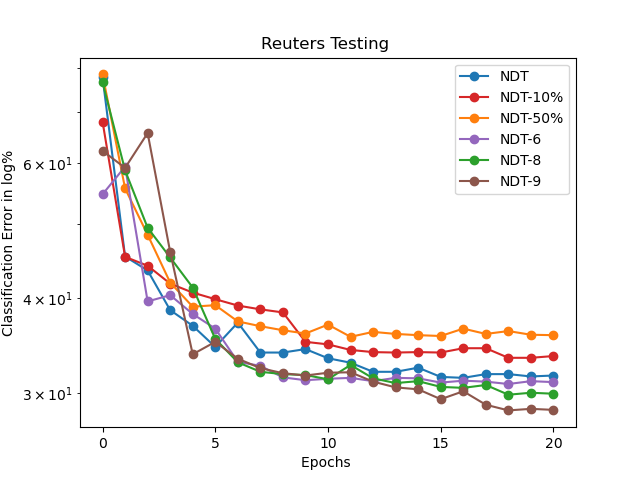 Reuters Testing
Classification Error in log%
6 × 10¹
4 × 10¹
3 × 10¹
NDT
NDT-10%
NDT-50%
NDT-6
NDT-8
NDT-9
0 5 10 15 20
Epochs